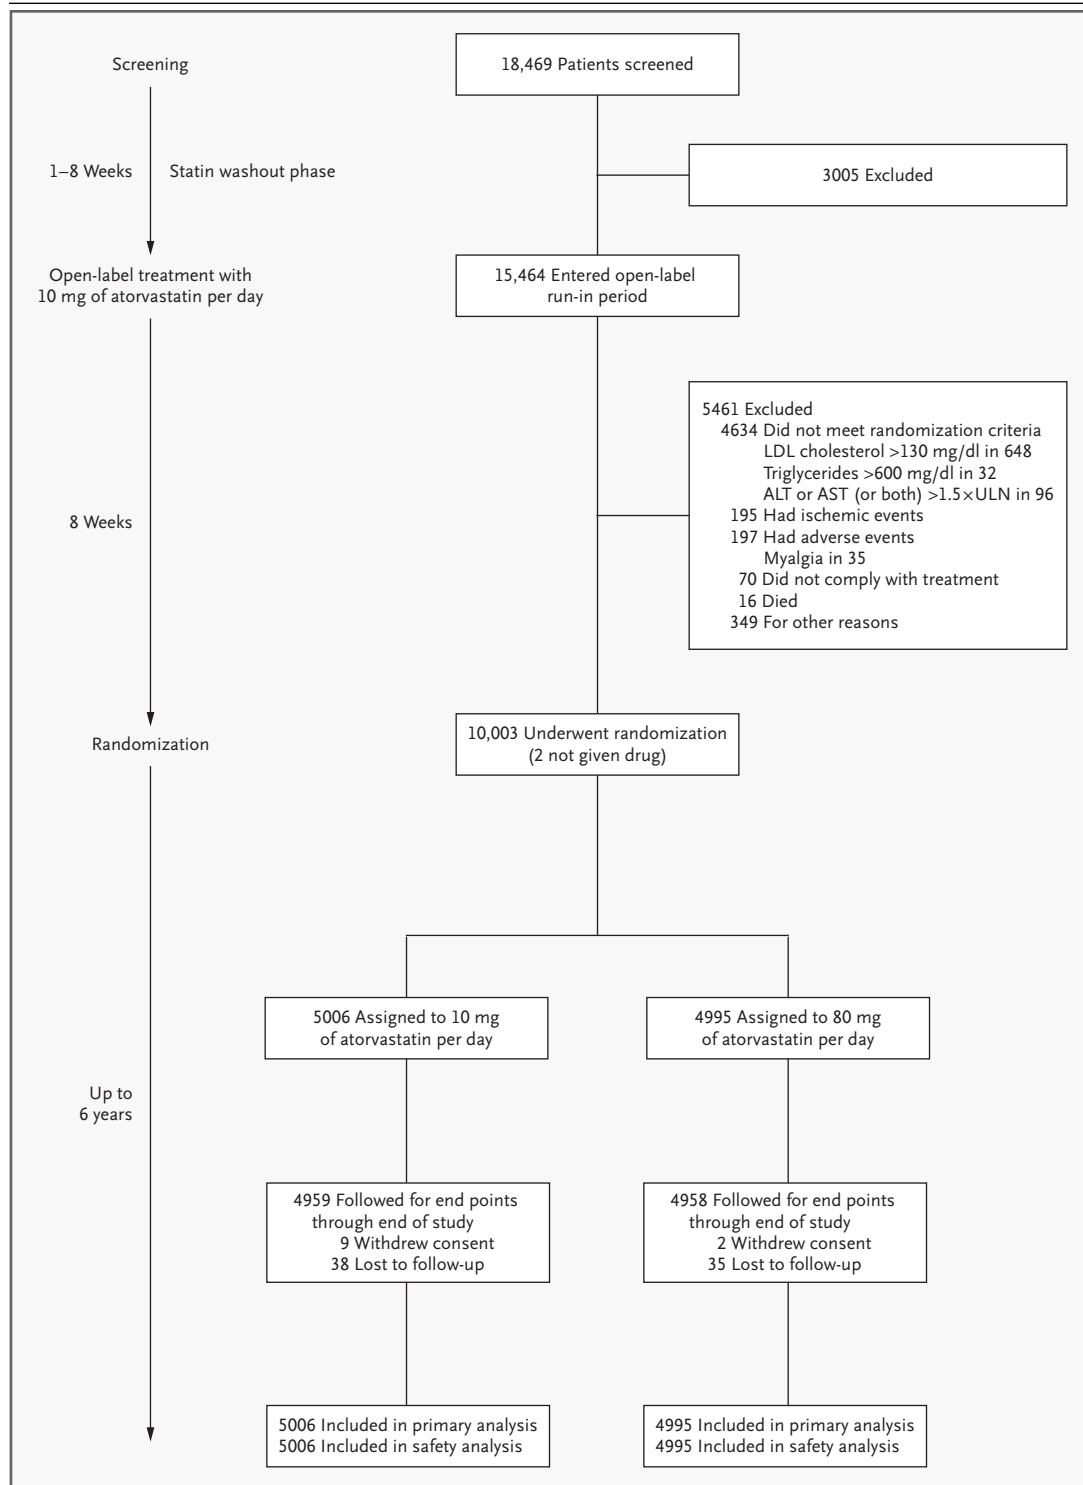 Screening
18,469 Patients screened
1–8 Weeks
Statin washout phase
3005 Excluded
Open-label treatment with
10 mg of atorvastatin per day
15,464 Entered open-label
run-in period
5461 Excluded
4634 Did not meet randomization criteria
LDL cholesterol >130 mg/dl in 648
Triglycerides >600 mg/dl in 32
ALT or AST (or both) >1.5×ULN in 96
195 Had ischemic events
197 Had adverse events
Myalgia in 35
70 Did not comply with treatment
16 Died
349 For other reasons
8 Weeks
Randomization
10,003 Underwent randomization
(2 not given drug)
5006 Assigned to 10 mg
of atorvastatin per day
4995 Assigned to 80 mg
of atorvastatin per day
Up to
6 years
4959 Followed for end points
through end of study
9 Withdrew consent
38 Lost to follow-up
4958 Followed for end points
through end of study
2 Withdrew consent
35 Lost to follow-up
5006 Included in primary analysis
5006 Included in safety analysis
4995 Included in primary analysis
4995 Included in safety analysis